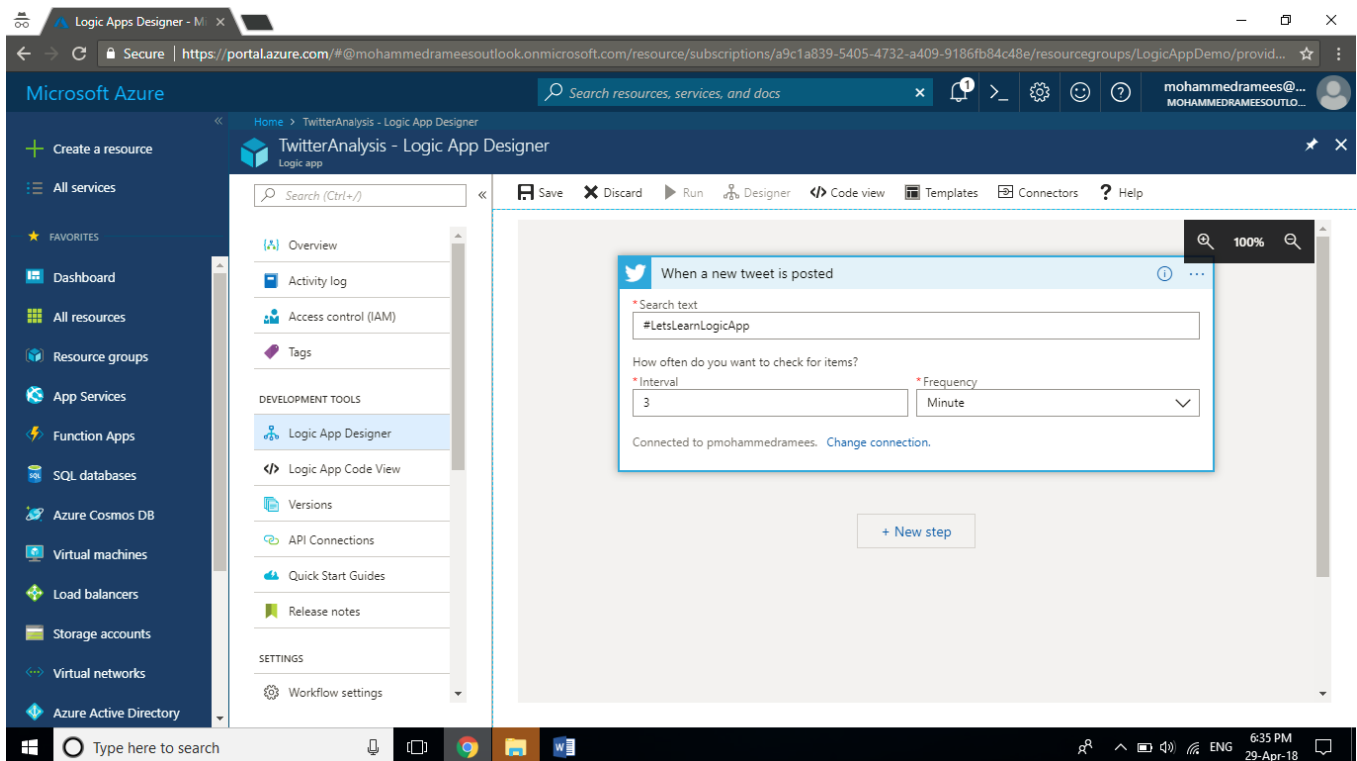 Logic Apps Designer - Mi
Secure | https://portal.azure.com/#@mohammedrameesoutlook.onmicrosoft.com/resource/subscriptions/a9c1a839-5405-4732-a409-9186fb84c48e/resourcegroups/LogicAppDemo/provid...
Microsoft Azure
Search resources, services, and docs
1
mohammedramees@...
MOHAMMEDRAMEESOUTLO...
Home > TwitterAnalysis - Logic App Designer
TwitterAnalysis - Logic App Designer
Logic app
Create a resource
All services
FAVORITES
Dashboard
All resources
Resource groups
App Services
Function Apps
SQL databases
Azure Cosmos DB
Virtual machines
Load balancers
Storage accounts
Virtual networks
Azure Active Directory
Search (Ctrl+/)
Overview
Activity log
Access control (IAM)
Tags
DEVELOPMENT TOOLS
Logic App Designer
Logic App Code View
Versions
API Connections
Quick Start Guides
Release notes
SETTINGS
Workflow settings
Save Discard Run Designer Code view Templates Connectors ? Help
100%
When a new tweet is posted
* Search text
#LetsLearnLogicApp
How often do you want to check for items?
* Interval * Frequency
3 Minute
Connected to pmohammedramees. Change connection.
+ New step
Type here to search
ENG
6:35 PM
29-Apr-18